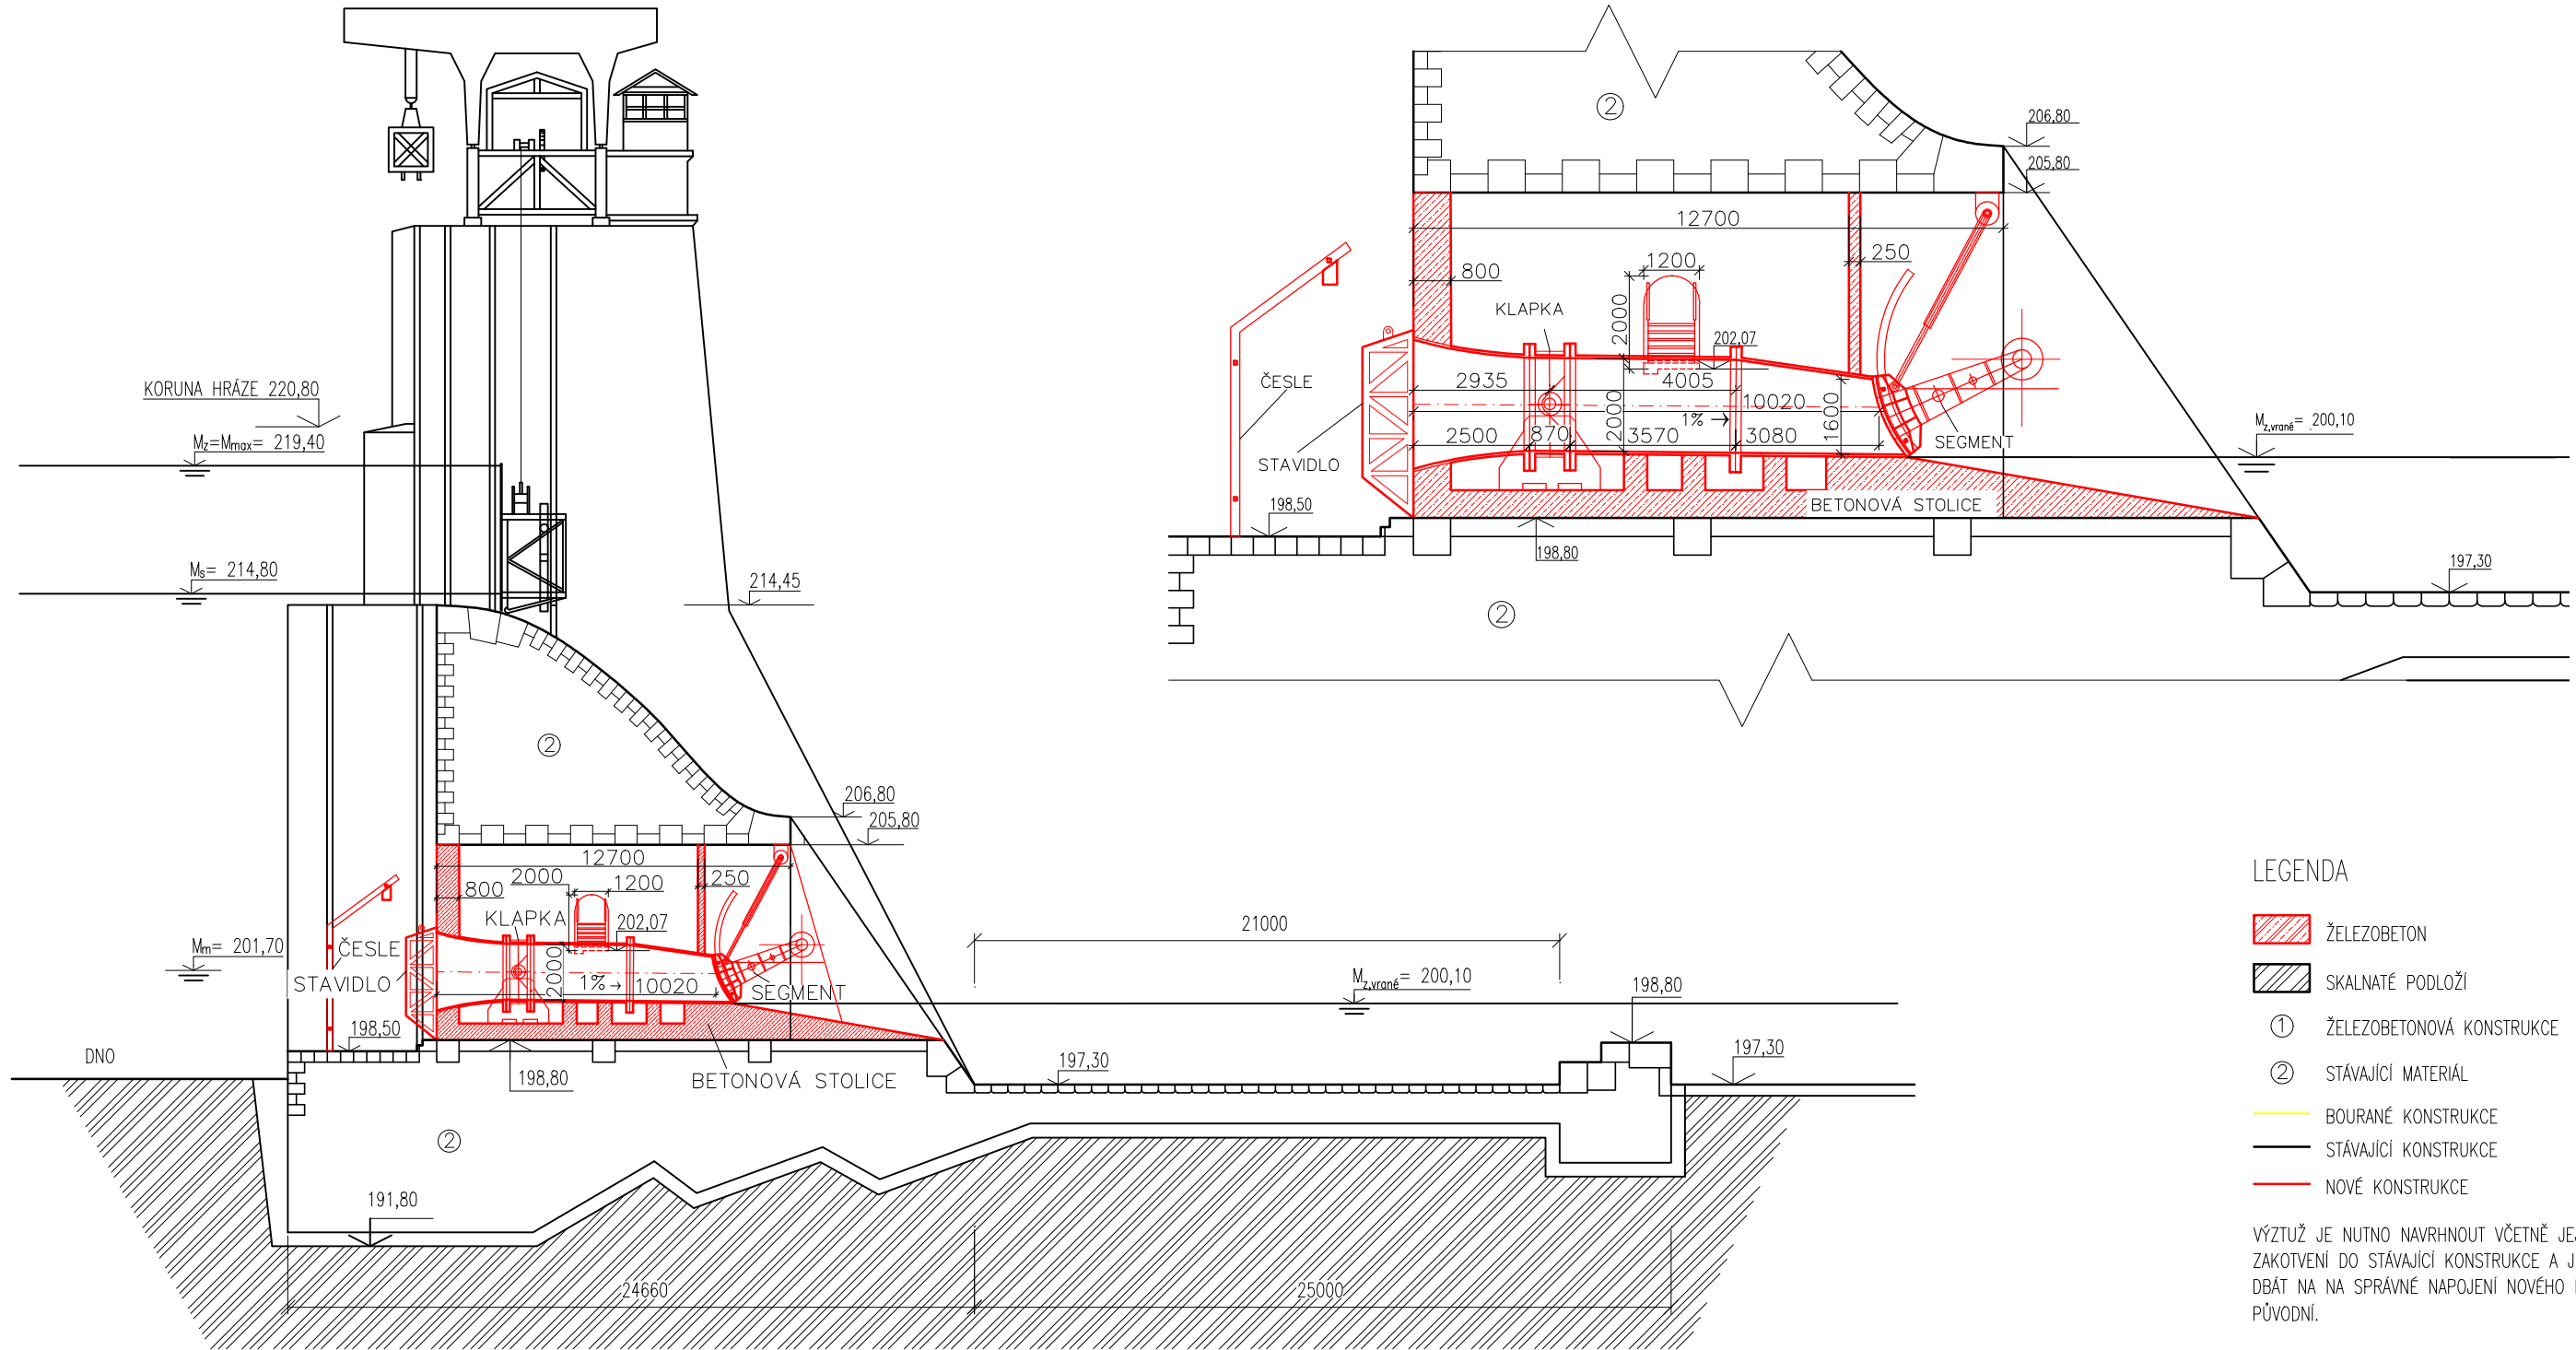 KORUNA HRÁZE 220,80
Mz=Mmax= 219,40
Ms= 214,80
214,45
2
206,80
205,80
12700
2000
1200
250
800
KLAPKA
202,07
Mm= 201,70
ČESLE
STAVIDLO
2000
1%
10020
SEGMENT
198,50
DNO
198,80
BETONOVÁ STOLICE
197,30
2
191,80
24660
25000
21000
Mz,vrané= 200,10
198,80
197,30
2
206,80
205,80
12700
800
1200
250
2000
KLAPKA
202,07
ČESLE
2935
4005
10020
2000
1%
1600
2500
870
3570
3080
SEGMENT
STAVIDLO
Mz,vrané= 200,10
BETONOVÁ STOLICE
198,50
198,80
197,30
2
LEGENDA
ŽELEZOBETON
SKALNATÉ PODLOŽÍ
1 ŽELEZOBETONOVÁ KONSTRUKCE
2 STÁVAJÍCÍ MATERIÁL
BOURANÉ KONSTRUKCE
STÁVAJÍCÍ KONSTRUKCE
NOVÉ KONSTRUKCE
VÝZTUŽ JE NUTNO NAVRHNOUT VČETNĚ
ZAKOTVENÍ DO STÁVAJÍCÍ KONSTRUKCE A
DBÁT NA NA SPRÁVNÉ NAPOJENÍ NOVÉHO
PŮVODNÍ.